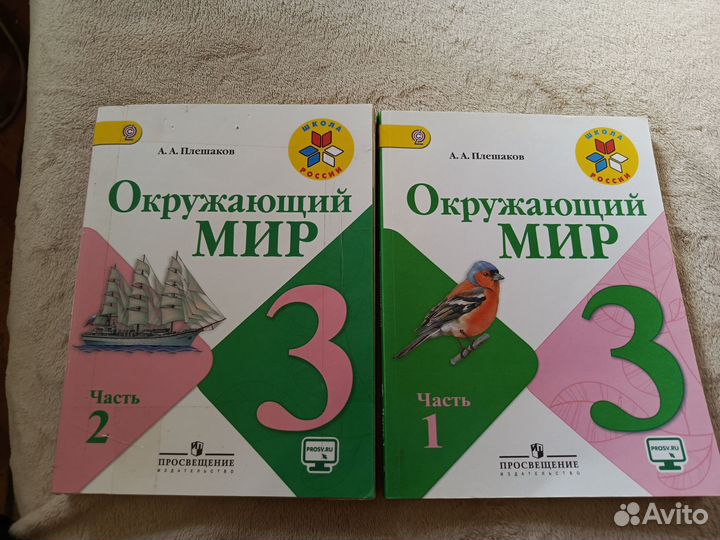 А. А. Плешаков
ШКОЛА
РОССИИ
Окружающий
МИР
3
Часть
2
PROSV.RU
ПРОСВЕЩЕНИЕ
ИЗДАТЕЛЬСТВО
А. А. Плешаков
ШКОЛА
РОССИИ
Окружающий
МИР
3
Часть
1
PROSV.RU
ПРОСВЕЩЕНИЕ
ИЗДАТЕЛЬСТВО
Avito